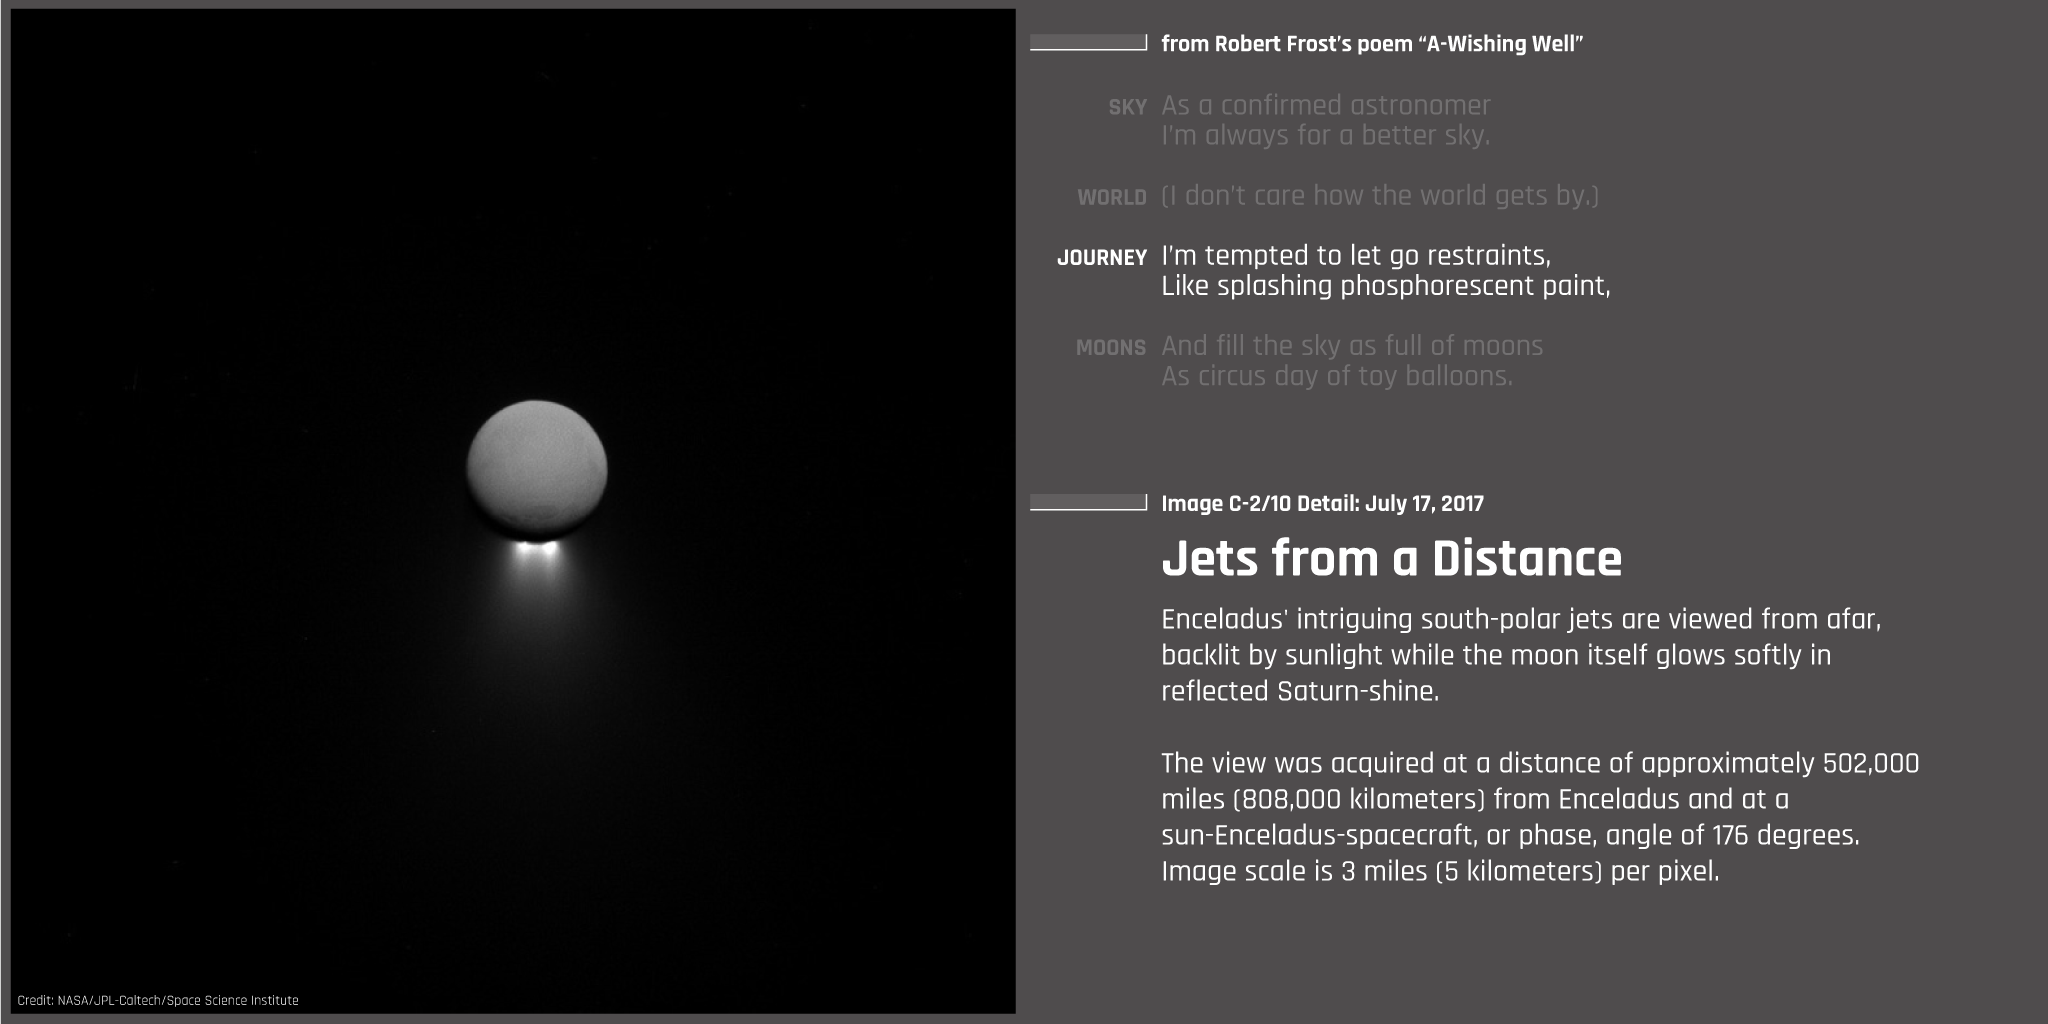 from Robert Frost’s poem “A-Wishing Well”
SKY As a confirmed astronomer
I’m always for a better sky.
WORLD (I don’t care how the world gets by.)
JOURNEY I’m tempted to let go restraints,
Like splashing phosphorescent paint,
MOONS And fill the sky as full of moons
As circus day of toy balloons.
Image C-2/10 Detail: July 17, 2017
Jets from a Distance
Enceladus' intriguing south-polar jets are viewed from afar,
backlit by sunlight while the moon itself glows softly in
reflected Saturn-shine.
The view was acquired at a distance of approximately 502,000
miles (808,000 kilometers) from Enceladus and at a
sun-Enceladus-spacecraft, or phase, angle of 176 degrees.
Image scale is 3 miles (5 kilometers) per pixel.
Credit: NASA/JPL-Caltech/Space Science Institute